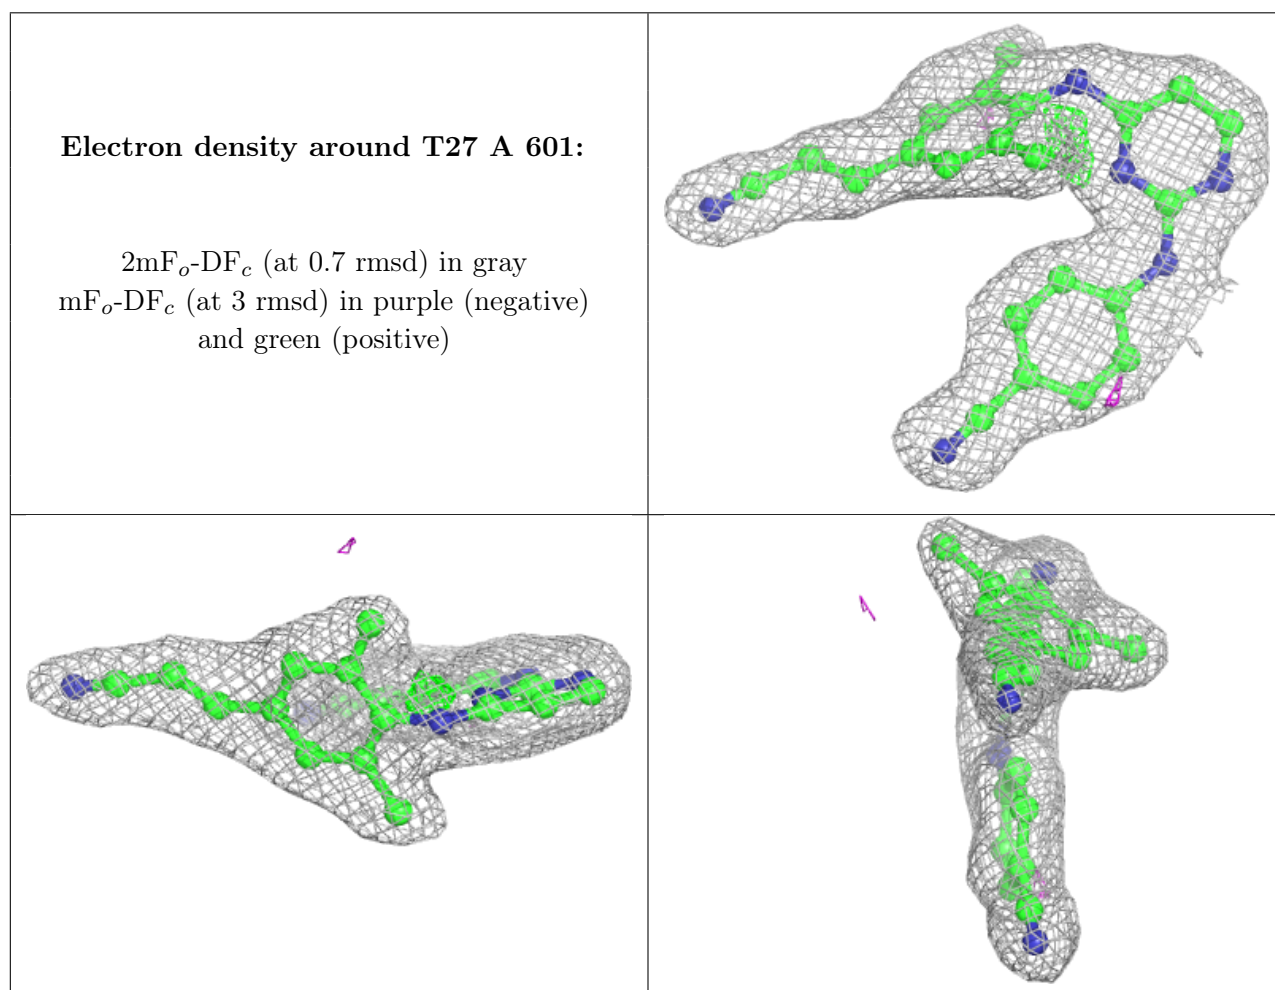 Electron density around T27 A 601:
2mFo-DFc (at 0.7 rmsd) in gray
mFo-DFc (at 3 rmsd) in purple (negative)
and green (positive)